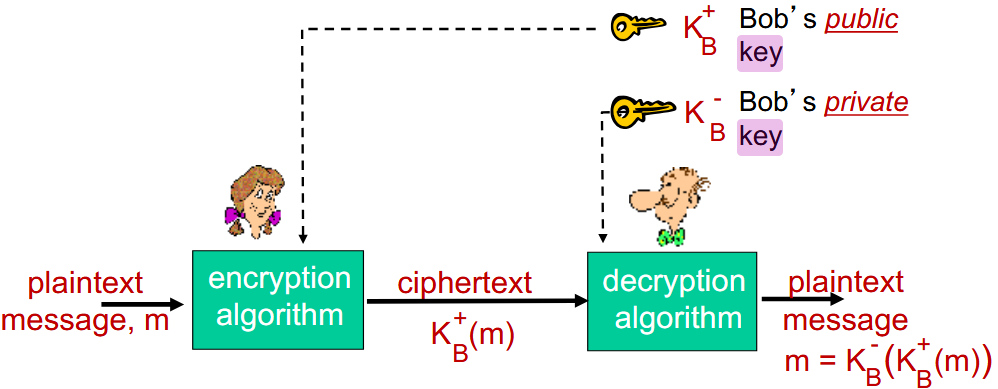 K_B^+ Bob's public
key
K_B^- Bob's private
key
plaintext
message, m
encryption
algorithm
ciphertext
K_B^+(m)
decryption
algorithm
plaintext
message
m = K_B^-(K_B^+(m))